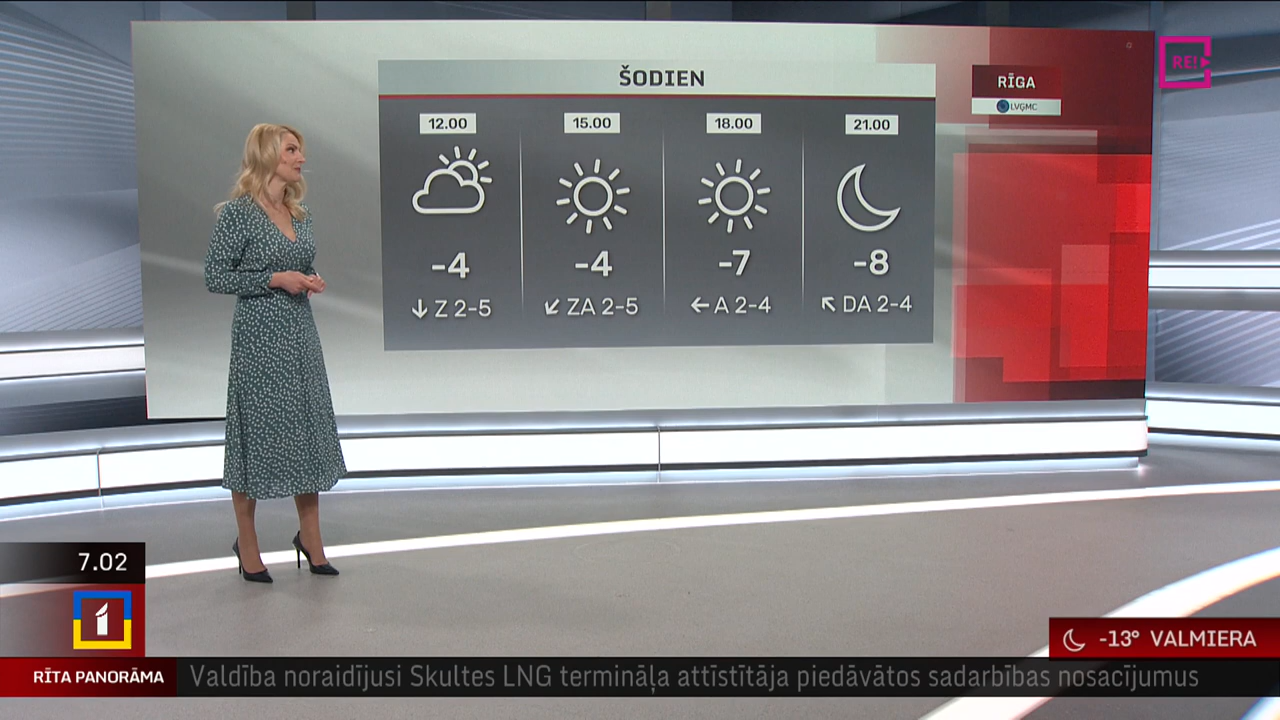 ŠODIEN
12.00 15.00 18.00 21.00
-4 -4 -7 -8
↓ Z 2-5 ↙ ZA 2-5 ← A 2-4 ↖ DA 2-4
RĪGA
LVĢMC
RE!
7.02
1
-13° VALMIERA
RĪTA PANORĀMA
Valdība noraidījusi Skultes LNG termināļa attīstītāja piedāvātos sadarbības nosacījumus